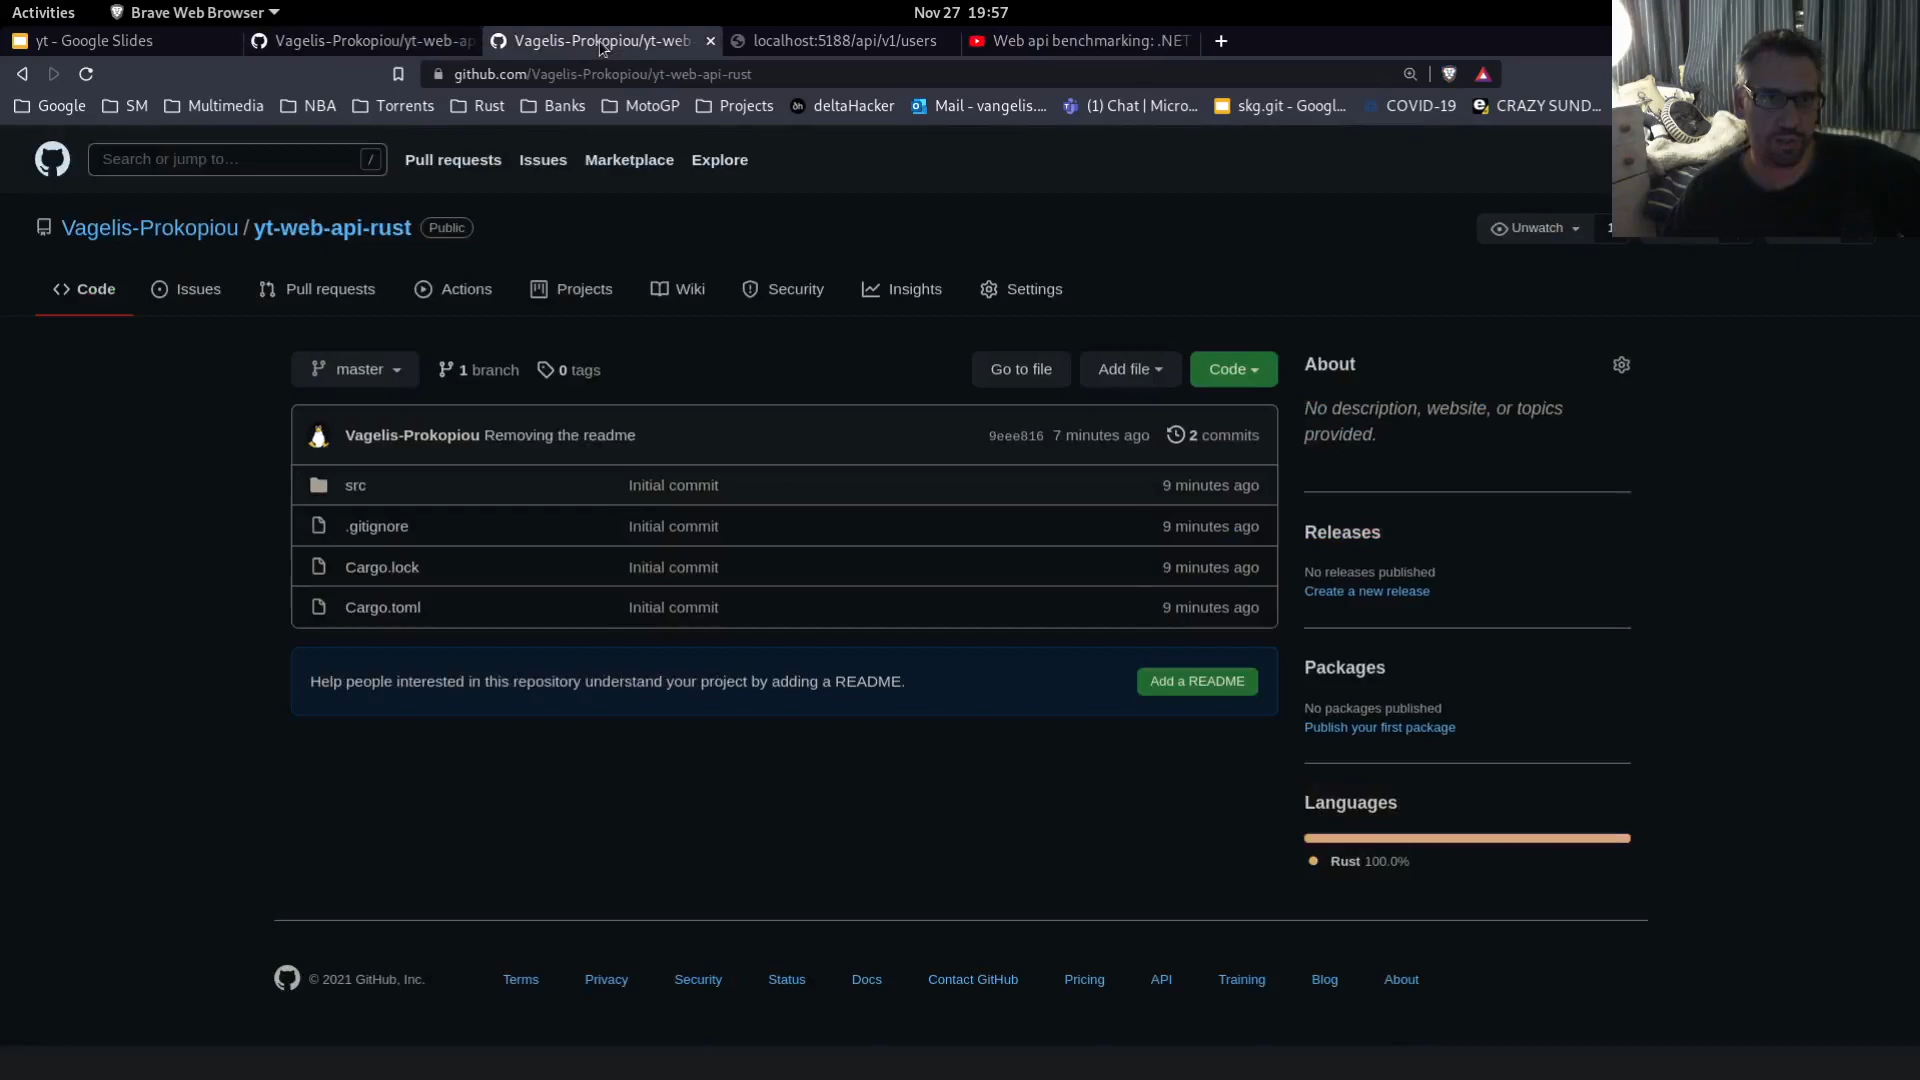 Activities
Brave Web Browser
Nov 27 19:57
yt - Google Slides
Vagelis-Prokopiou/yt-web-ap
Vagelis-Prokopiou/yt-web-
localhost:5188/api/v1/users
Web api benchmarking: .NET
github.com/Vagelis-Prokopiou/yt-web-api-rust
Google
SM
Multimedia
NBA
Torrents
Rust
Banks
MotoGP
Projects
dh deltaHacker
Mail - vangelis....
(1) Chat | Micro...
skg.git - Googl...
COVID-19
CRAZY SUND...
Search or jump to…
/
Pull requests
Issues
Marketplace
Explore
Vagelis-Prokopiou / yt-web-api-rust
Public
Unwatch
1
Code
Issues
Pull requests
Actions
Projects
Wiki
Security
Insights
Settings
master
1 branch
0 tags
Go to file
Add file
Code
Vagelis-Prokopiou Removing the readme
9eee816 7 minutes ago
2 commits
src Initial commit 9 minutes ago
.gitignore Initial commit 9 minutes ago
Cargo.lock Initial commit 9 minutes ago
Cargo.toml Initial commit 9 minutes ago
Help people interested in this repository understand your project by adding a README.
Add a README
About
No description, website, or topics
provided.
Releases
No releases published
Create a new release
Packages
No packages published
Publish your first package
Languages
Rust 100.0%
© 2021 GitHub, Inc.
Terms
Privacy
Security
Status
Docs
Contact GitHub
Pricing
API
Training
Blog
About